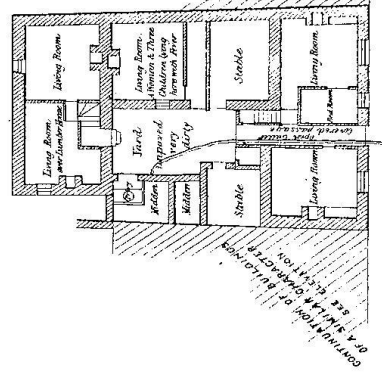 Living Room
Living Room
over Lumber House
Living Room.
A Woman & Three
Children Living
here with Fever
Stable
Living Room.
Bed Room
Covered passage
Yard
unpaved
very
dirty
Privy
Midden
Midden
Stable
Living Room
CONTINUATION OF BUILDINGS
OF A SIMILAR CHARACTER
SEE ELEVATION